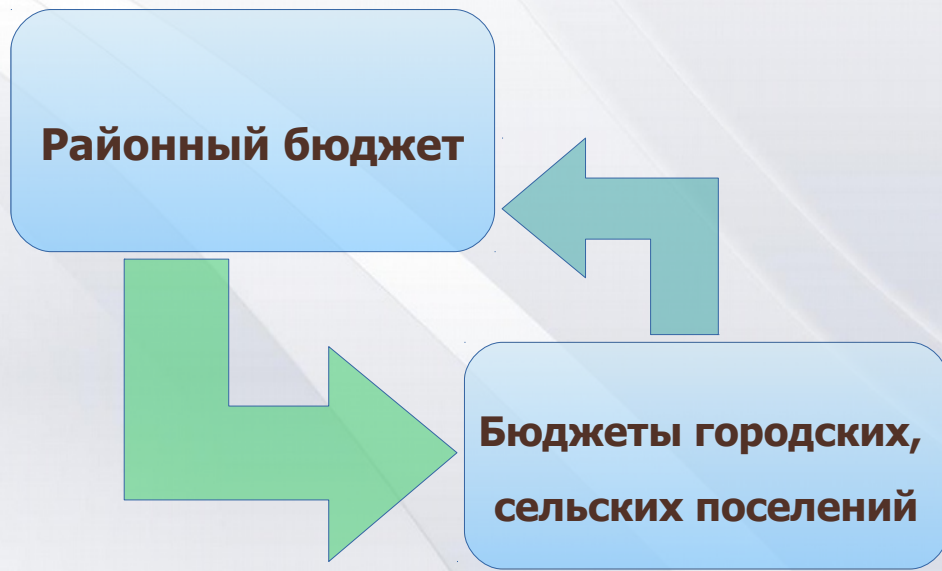 Районный бюджет
Бюджеты городских,
сельских поселений